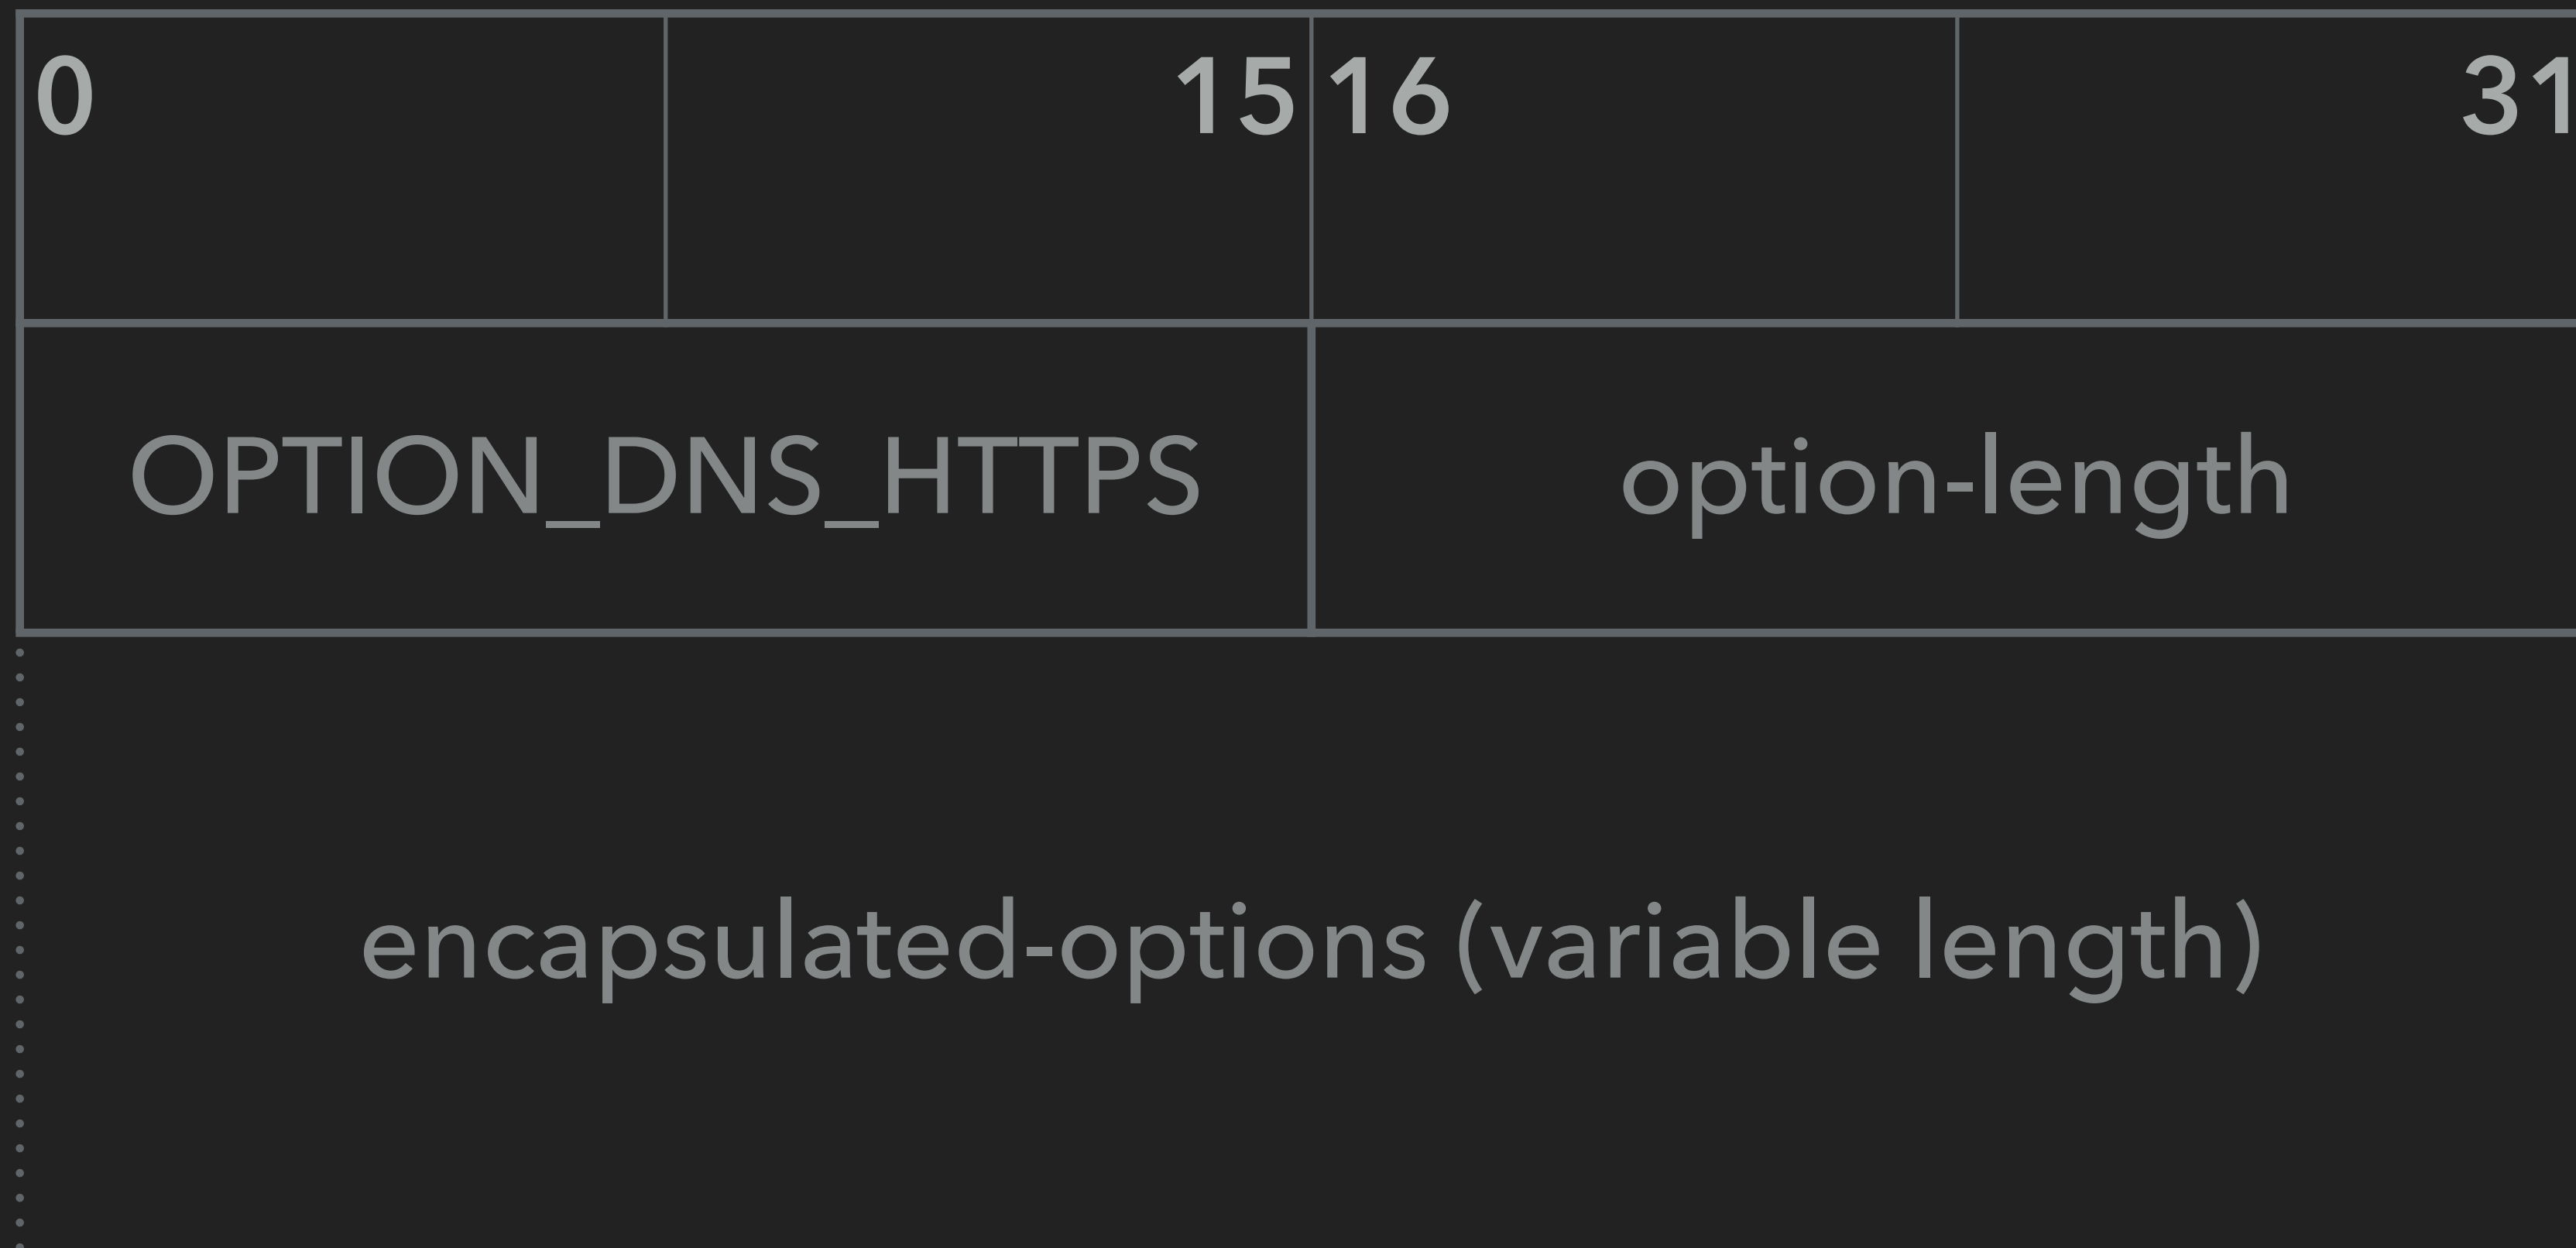 0 15 16 31
OPTION_DNS_HTTPS option-length
encapsulated-options (variable length)